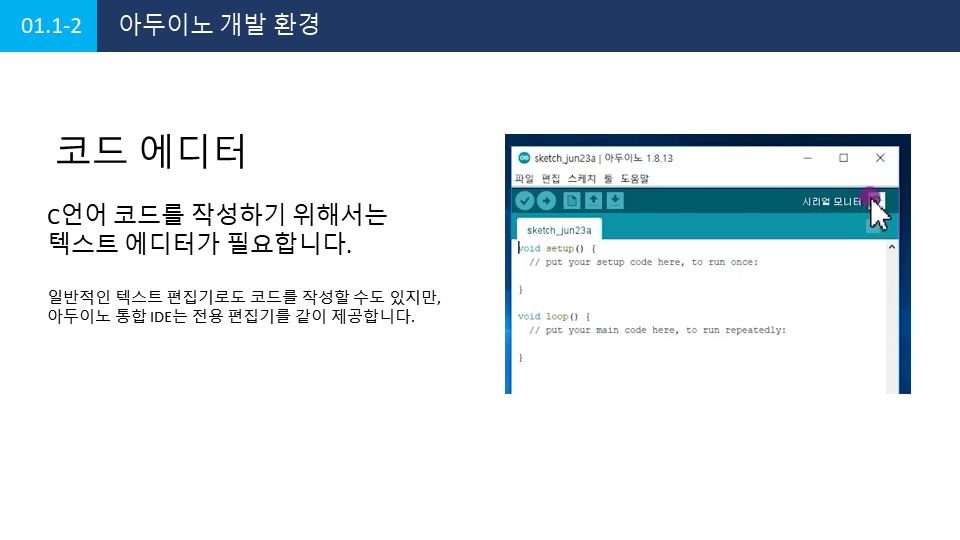 01.1-2
아두이노 개발 환경
코드 에디터
C언어 코드를 작성하기 위해서는
텍스트 에디터가 필요합니다.
일반적인 텍스트 편집기로도 코드를 작성할 수도 있지만,
아두이노 통합 IDE는 전용 편집기를 같이 제공합니다.
sketch_jun23a | 아두이노 1.8.13
파일 편집 스케치 툴 도움말
시리얼 모니터
sketch_jun23a
void setup() {
// put your setup code here, to run once:
}
void loop() {
// put your main code here, to run repeatedly:
}